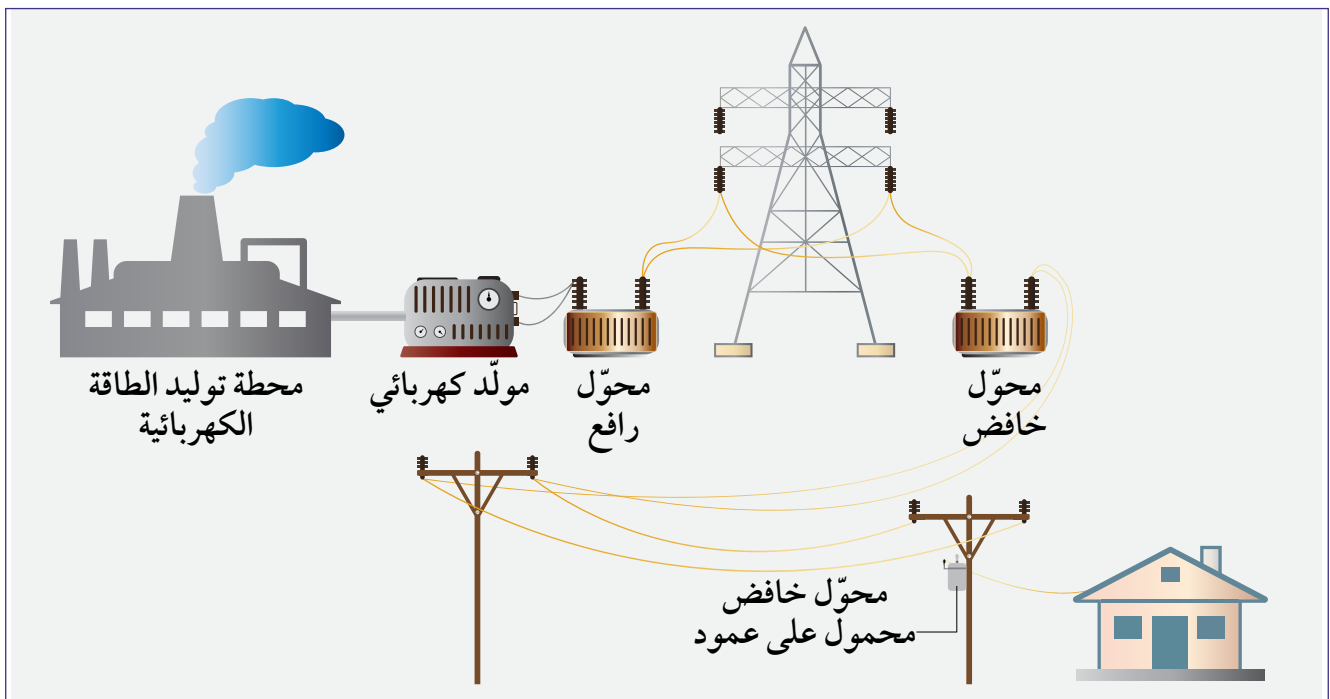 محطة توليد الطاقة
الكهربائية
مولّد كهربائي
محوّل
رافع
محوّل
خافض
محوّل خافض
محمول على عمود